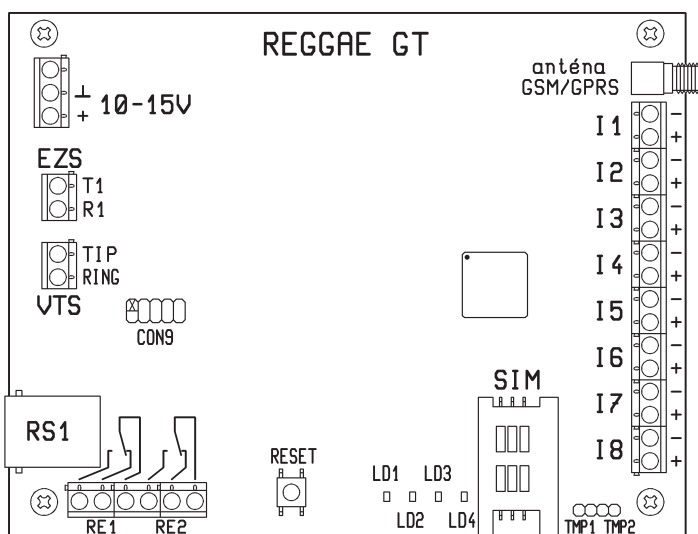 REGGAE GT
anténa
GSM/GPRS
⊥ 10-15V
+
I1 -
+
EZS
T1
R1
I2 -
+
I3 -
+
TIP
RING
VTS
I4 -
+
I5 -
+
X
CON9
I6 -
+
SIM
I7 -
+
RS1
I8 -
+
RESET
LD1 LD3
LD2 LD4
RE1 RE2
TMP1 TMP2